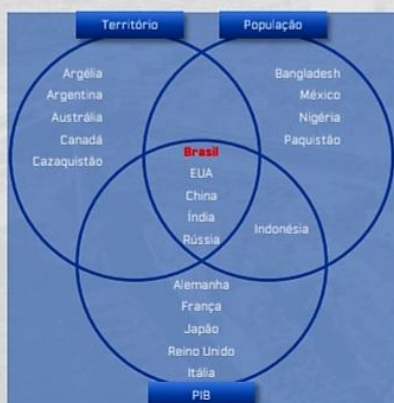 Território
População
Argélia
Argentina
Austrália
Canadá
Cazaquistão
Bangladesh
México
Nigéria
Paquistão
Brasil
EUA
China
Índia
Rússia
Indonésia
Alemanha
França
Japão
Reino Unido
Itália
PIB